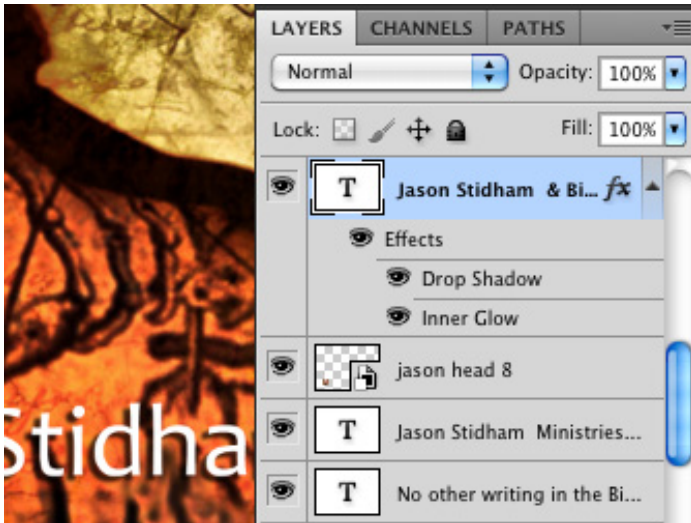 LAYERS CHANNELS PATHS
Normal Opacity: 100%
Lock: Fill: 100%
T Jason Stidham & Bi... fx
Effects
Drop Shadow
Inner Glow
jason head 8
T Jason Stidham Ministries...
T No other writing in the Bi...
Stidha